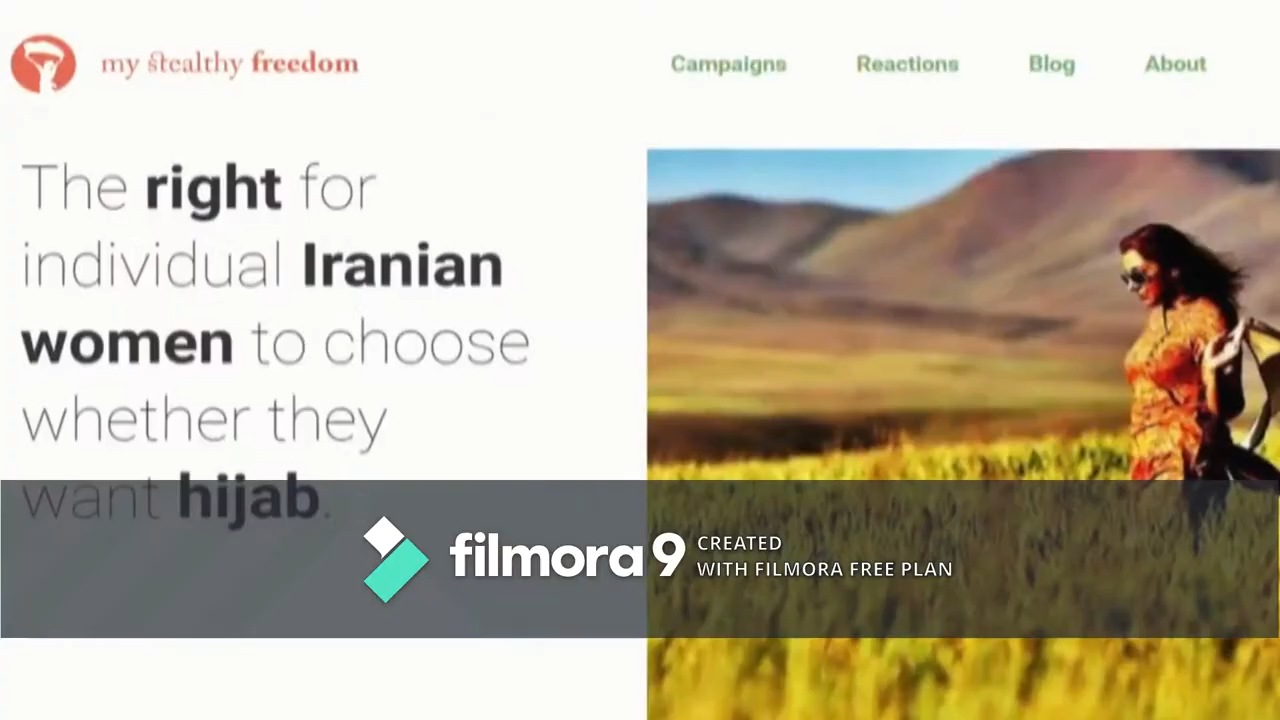 my stealthy freedom
Campaigns Reactions Blog About
The right for
individual Iranian
women to choose
whether they
want hijab.
filmora9 CREATED
WITH FILMORA FREE PLAN